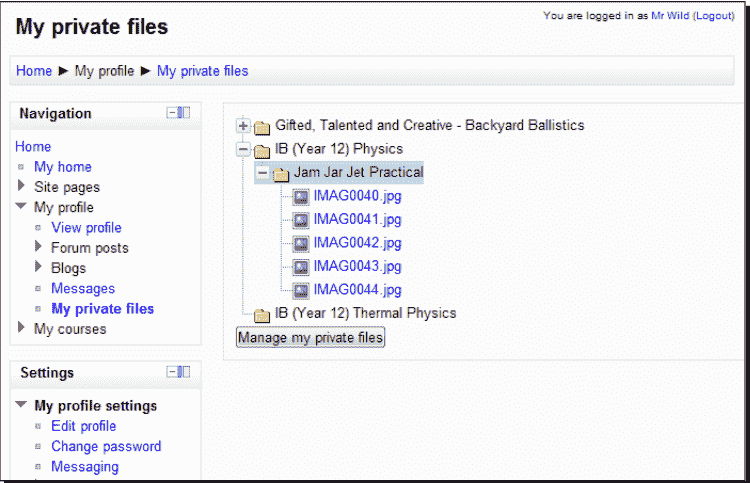 My private files
You are logged in as Mr Wild (Logout)
Home ► My profile ► My private files
Navigation
Home
My home
Site pages
My profile
View profile
Forum posts
Blogs
Messages
My private files
My courses
Settings
My profile settings
Edit profile
Change password
Messaging
Gifted, Talented and Creative - Backyard Ballistics
IB (Year 12) Physics
Jam Jar Jet Practical
IMAG0040.jpg
IMAG0041.jpg
IMAG0042.jpg
IMAG0043.jpg
IMAG0044.jpg
IB (Year 12) Thermal Physics
Manage my private files